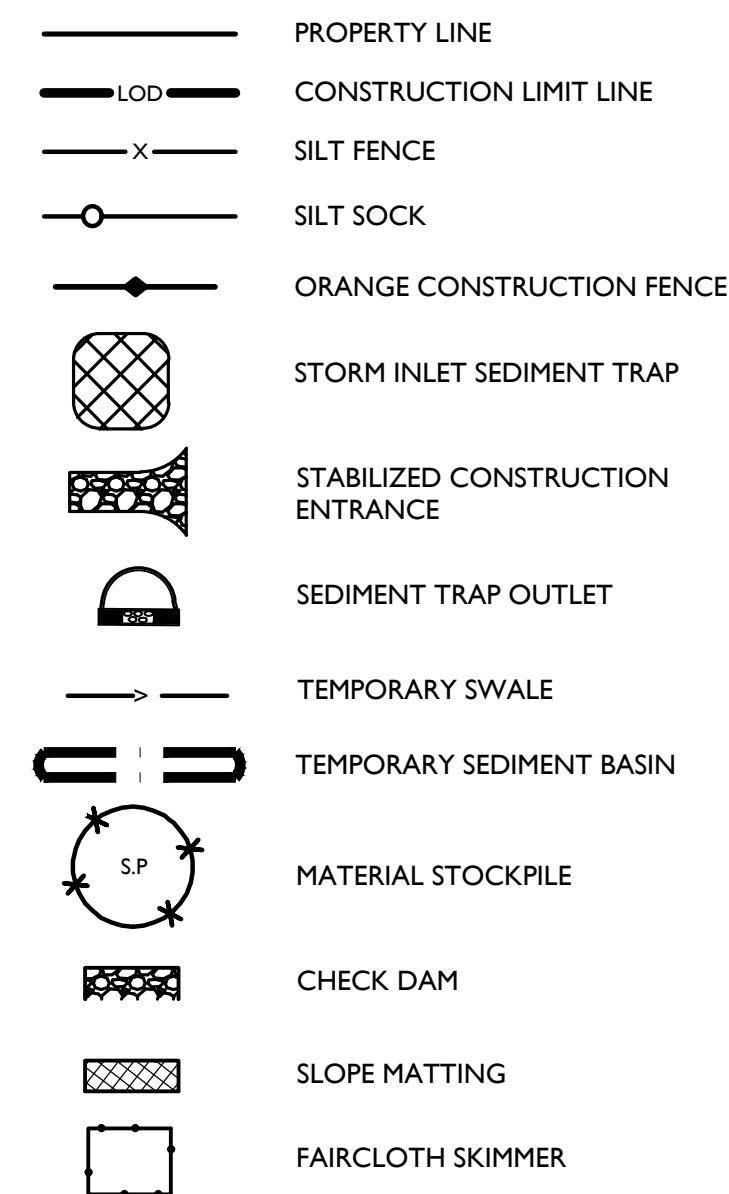 PROPERTY LINE
LOD CONSTRUCTION LIMIT LINE
X SILT FENCE
SILT SOCK
ORANGE CONSTRUCTION FENCE
STORM INLET SEDIMENT TRAP
STABILIZED CONSTRUCTION
ENTRANCE
SEDIMENT TRAP OUTLET
> TEMPORARY SWALE
TEMPORARY SEDIMENT BASIN
S.P MATERIAL STOCKPILE
CHECK DAM
SLOPE MATTING
FAIRCLOTH SKIMMER